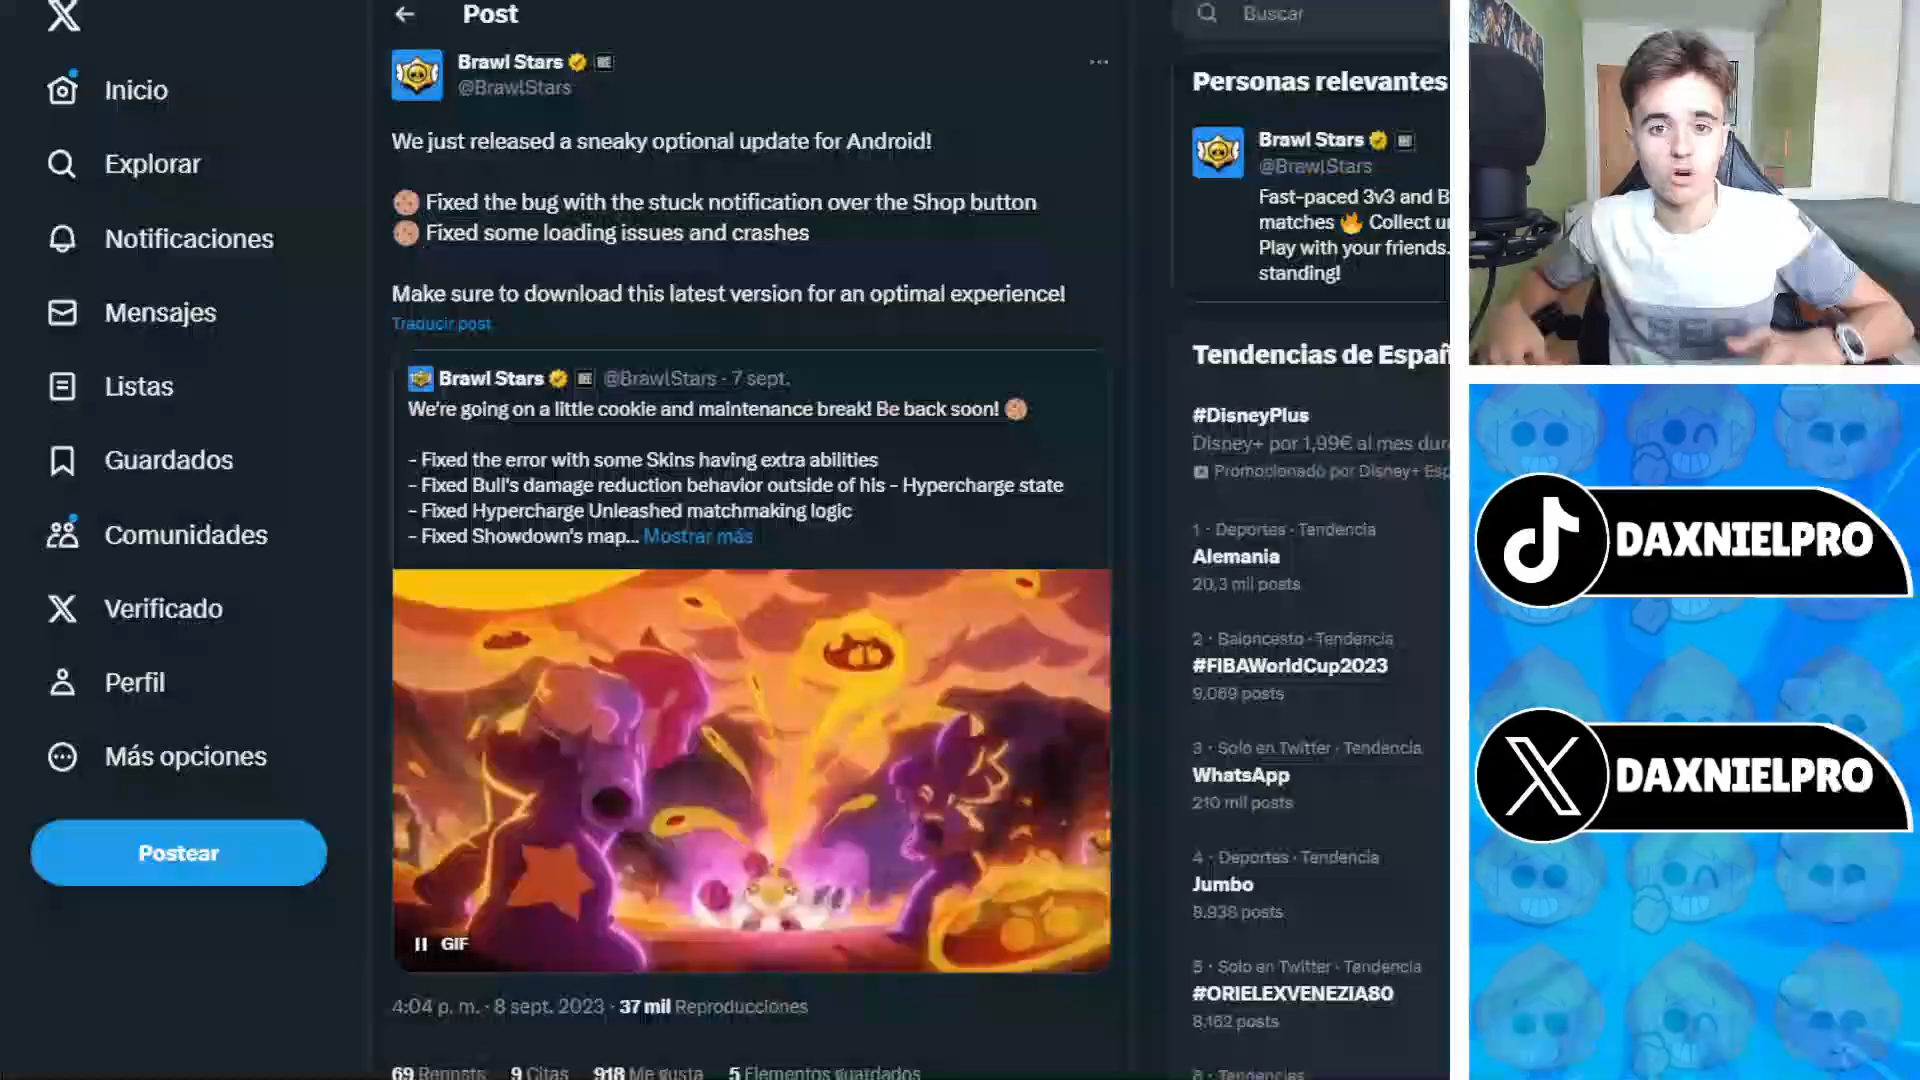 Inicio
Explorar
Notificaciones
Mensajes
Listas
Guardados
Comunidades
Verificado
Perfil
Más opciones
Postear
Post
Brawl Stars
@BrawlStars
We just released a sneaky optional update for Android!
Fixed the bug with the stuck notification over the Shop button
Fixed some loading issues and crashes
Make sure to download this latest version for an optimal experience!
Traducir post
Brawl Stars @BrawlStars · 7 sept.
We're going on a little cookie and maintenance break! Be back soon!
- Fixed the error with some Skins having extra abilities
- Fixed Bull's damage reduction behavior outside of his - Hypercharge state
- Fixed Hypercharge Unleashed matchmaking logic
- Fixed Showdown's map... Mostrar más
GIF
4:04 p. m. · 8 sept. 2023 · 37 mil Reproducciones
69 Reposts 9 Citas 918 Me gusta 5 Elementos guardados
Buscar
Personas relevantes
Brawl Stars
@BrawlStars
Fast-paced 3v3 and B
matches Collect u
Play with your friends.
standing!
Tendencias de Españ
#DisneyPlus
Disney+ por 1,99€ al mes dur
Promocionado por Disney+ Esp
1 · Deportes · Tendencia
Alemania
20,3 mil posts
2 · Baloncesto · Tendencia
#FIBAWorldCup2023
9.069 posts
3 · Solo en Twitter · Tendencia
WhatsApp
210 mil posts
4 · Deportes · Tendencia
Jumbo
8.938 posts
5 · Solo en Twitter · Tendencia
#ORIELEXVENEZIA80
8.162 posts
6 · Tendencias
DAXNIELPRO
DAXNIELPRO